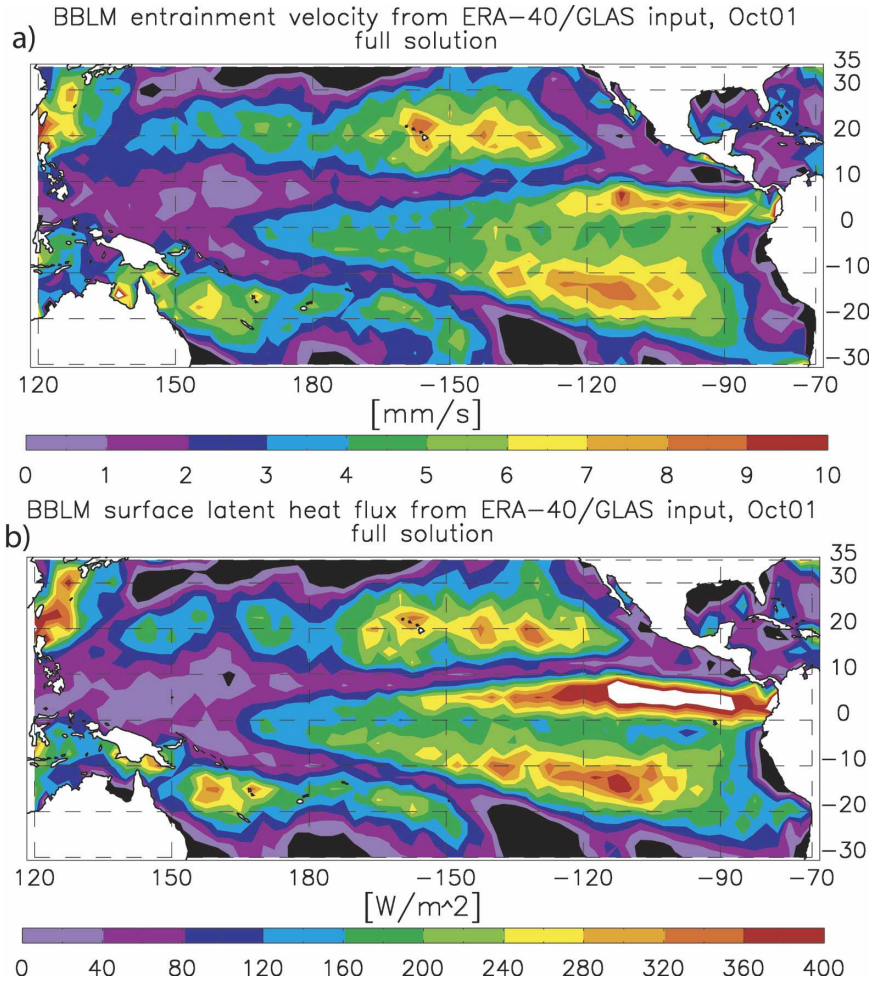 BBLM entrainment velocity from ERA-40/GLAS input, Oct01
a)
full solution
35
30
20
10
0
-10
-20
-30
120 150 180 -150 -120 -90 -70
[mm/s]
0 1 2 3 4 5 6 7 8 9 10
BBLM surface latent heat flux from ERA-40/GLAS input, Oct01
b)
full solution
35
30
20
10
0
-10
-20
-30
120 150 180 -150 -120 -90 -70
[W/m^2]
0 40 80 120 160 200 240 280 320 360 400